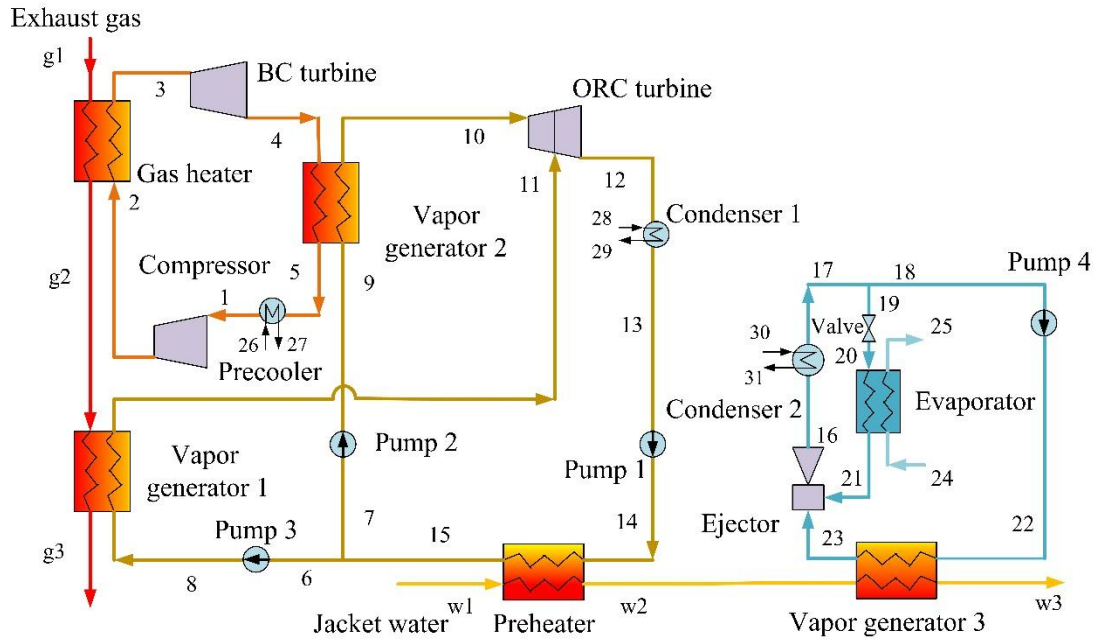 Exhaust gas
g1
3
BC turbine
ORC turbine
4
10
Gas heater
2
11
12
Vapor
generator 2
28
29
Condenser 1
Compressor
g2
1
5
9
17
18
Pump 4
19
Valve
25
13
26
27
Precooler
30
31
20
Evaporator
Condenser 2
Vapor
generator 1
Pump 2
Pump 1
16
21
24
Ejector
g3
Pump 3
7
15
14
23
22
8
6
w1
w2
w3
Jacket water
Preheater
Vapor generator 3